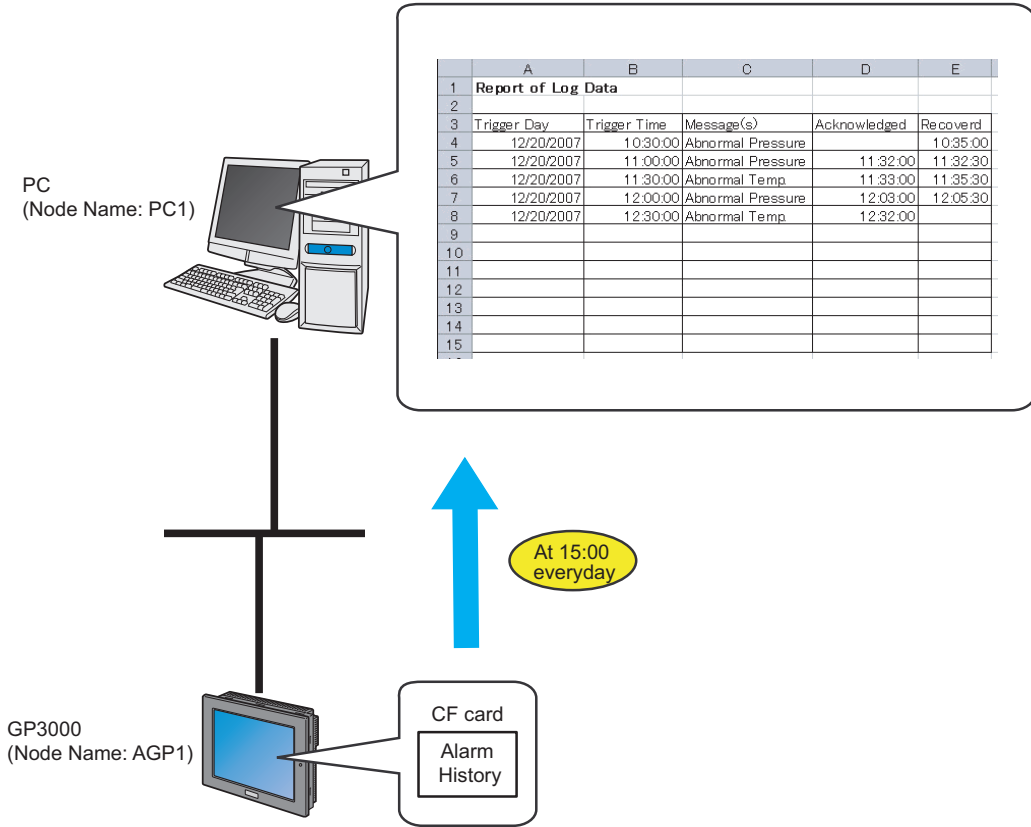 A B C D E
1 Report of Log Data
2
3 Trigger Day Trigger Time Message(s) Acknowledged Recoverd
4 12/20/2007 10:30:00 Abnormal Pressure 10:35:00
5 12/20/2007 11:00:00 Abnormal Pressure 11:32:00 11:32:30
6 12/20/2007 11:30:00 Abnormal Temp. 11:33:00 11:35:30
7 12/20/2007 12:00:00 Abnormal Pressure 12:03:00 12:05:30
8 12/20/2007 12:30:00 Abnormal Temp. 12:32:00
9
10
11
12
13
14
15
PC
(Node Name: PC1)
At 15:00
everyday
GP3000
(Node Name: AGP1)
CF card
Alarm
History